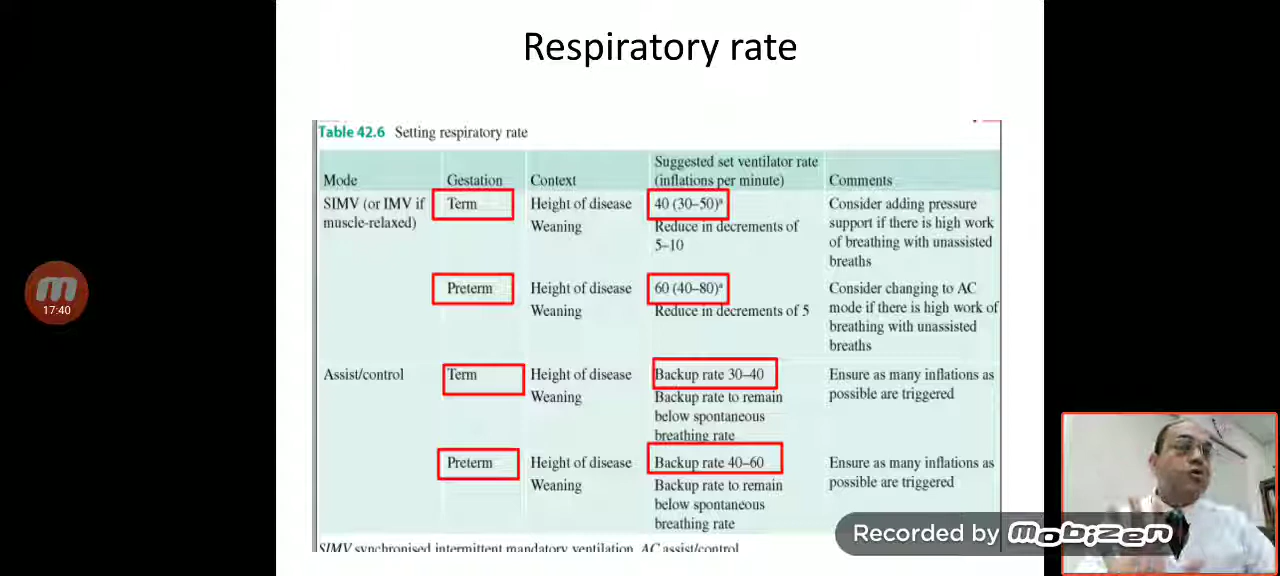 Respiratory rate
Table 42.6 Setting respiratory rate
Mode Gestation Context Suggested set ventilator rate (inflations per minute) Comments
SIMV (or IMV if muscle-relaxed) Term Height of disease 40 (30–50)ª Consider adding pressure support if there is high work of breathing with unassisted breaths
Weaning Reduce in decrements of 5–10
Preterm Height of disease 60 (40–80)ª Consider changing to AC mode if there is high work of breathing with unassisted breaths
Weaning Reduce in decrements of 5
Assist/control Term Height of disease Backup rate 30–40 Ensure as many inflations as possible are triggered
Weaning Backup rate to remain below spontaneous breathing rate
Preterm Height of disease Backup rate 40–60 Ensure as many inflations as possible are triggered
Weaning Backup rate to remain below spontaneous breathing rate
SIMV synchronised intermittent mandatory ventilation, AC assist/control
17:40
Recorded by mobizen